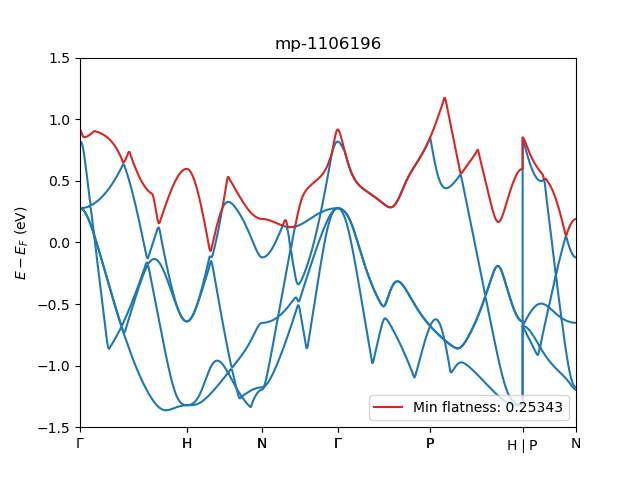 mp-1106196
1.5
1.0
0.5
0.0
−0.5
−1.0
−1.5
E − E_F (eV)
Γ H N Γ P H | P N
Min flatness: 0.25343